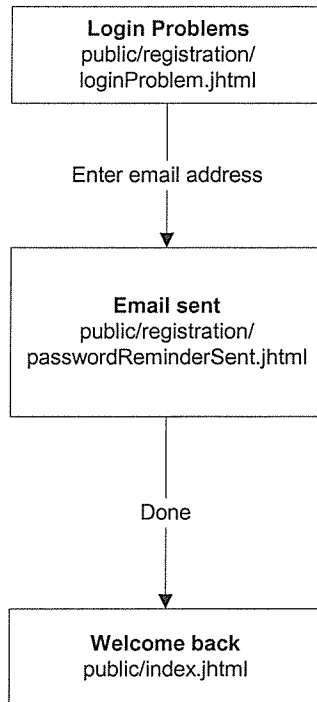 Login Problems
public/registration/
loginProblem.jhtml
Enter email address
Email sent
public/registration/
passwordReminderSent.jhtml
Done
Welcome back
public/index.jhtml